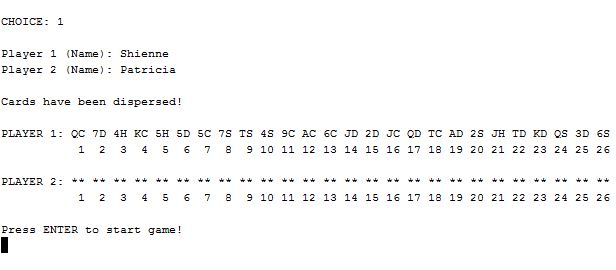 CHOICE: 1
Player 1 (Name): Shienne
Player 2 (Name): Patricia
Cards have been dispersed!
PLAYER 1: QC 7D 4H KC 5H 5D 5C 7S TS 4S 9C AC 6C JD 2D JC QD TC AD 2S JH TD KD QS 3D 6S
1 2 3 4 5 6 7 8 9 10 11 12 13 14 15 16 17 18 19 20 21 22 23 24 25 26
PLAYER 2: ** ** ** ** ** ** ** ** ** ** ** ** ** ** ** ** ** ** ** ** ** ** ** ** ** **
1 2 3 4 5 6 7 8 9 10 11 12 13 14 15 16 17 18 19 20 21 22 23 24 25 26
Press ENTER to start game!